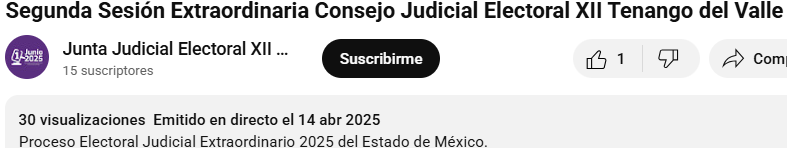 Segunda Sesión Extraordinaria Consejo Judicial Electoral XII Tenango del Valle
Junio 2025
Junta Judicial Electoral XII ...
15 suscriptores
Suscribirme
1
Comp
30 visualizaciones Emitido en directo el 14 abr 2025
Proceso Electoral Judicial Extraordinario 2025 del Estado de México.